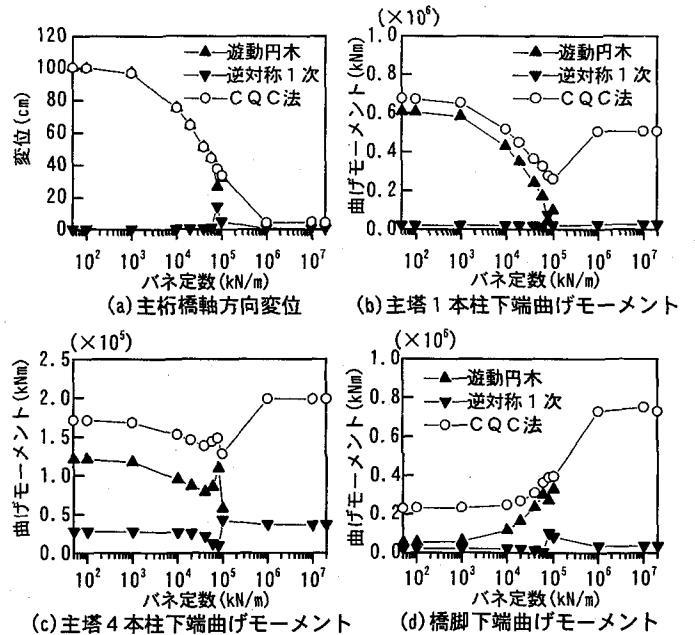 遊動円木
逆対称1次
CQC法
変位(cm)
120
100
80
60
40
20
0
10²
10³
10⁴
10⁵
10⁶
10⁷
バネ定数(kN/m)
(a)主桁橋軸方向変位
(×10⁶)
遊動円木
逆対称1次
CQC法
曲げモーメント(kNm)
1.0
0.8
0.6
0.4
0.2
0.0
10²
10³
10⁴
10⁵
10⁶
10⁷
バネ定数(kN/m)
(b)主塔1本柱下端曲げモーメント
(×10⁵)
曲げモーメント(kNm)
2.5
2.0
1.5
1.0
0.5
0.0
10²
10³
10⁴
10⁵
10⁶
10⁷
バネ定数(kN/m)
(c)主塔4本柱下端曲げモーメント
(×10⁶)
遊動円木
逆対称1次
CQC法
曲げモーメント(kNm)
1.0
0.8
0.6
0.4
0.2
0.0
10²
10³
10⁴
10⁵
10⁶
10⁷
バネ定数(kN/m)
(d)橋脚下端曲げモーメント